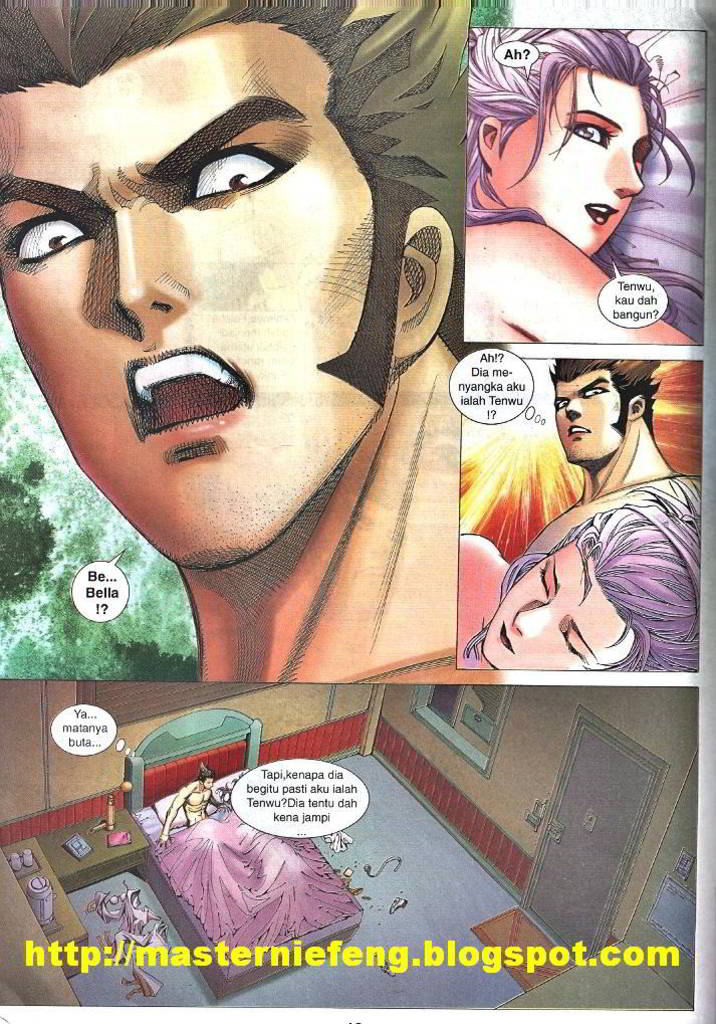 Be...
Bella
!?
Ah?
Tenwu,
kau dah
bangun?
Ah!?
Dia me-
nyangka aku
ialah Tenwu
!?
Ya...
matanya
buta...
Tapi,kenapa dia
begitu pasti aku ialah
Tenwu?Dia tentu dah
kena jampi
...
http://masterniefeng.blogspot.com